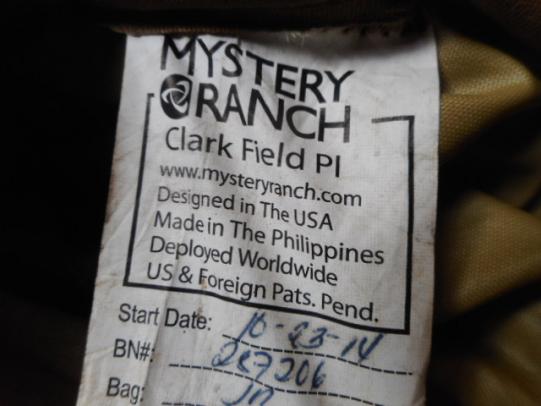 MYSTERY
RANCH
Clark Field PI
www.mysteryranch.com
Designed in The USA
Made in The Philippines
Deployed Worldwide
US & Foreign Pats. Pend.
Start Date: 10-23-14
BN#: 267206
Bag: